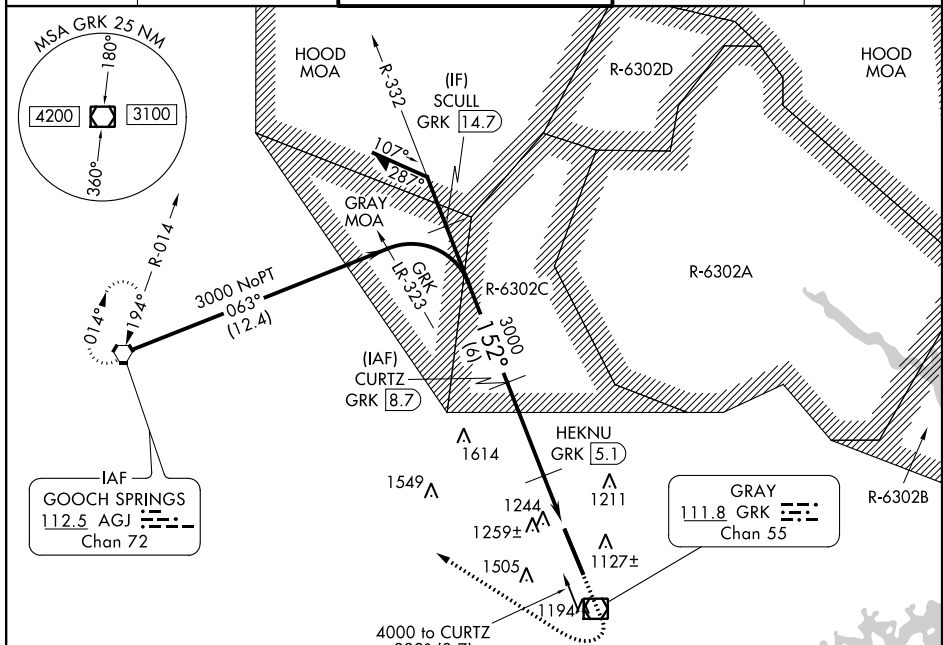 MSA GRK 25 NM
180°
4200
3100
360°
HOOD
MOA
R-332
(IF)
SCULL
GRK 14.7
R-6302D
HOOD
MOA
107°
287°
GRAY
MOA
R-014
194°
014°
3000 NoPT
063°
(12.4)
GRK
LR-323
R-6302C
R-6302A
3000
152°
(6)
(IAF)
CURTZ
GRK 8.7
1614
HEKNU
GRK 5.1
1549
1211
R-6302B
IAF
GOOCH SPRINGS
112.5 AGJ
Chan 72
1244
1259±
GRAY
111.8 GRK
Chan 55
1127±
1505
1194
4000 to CURTZ